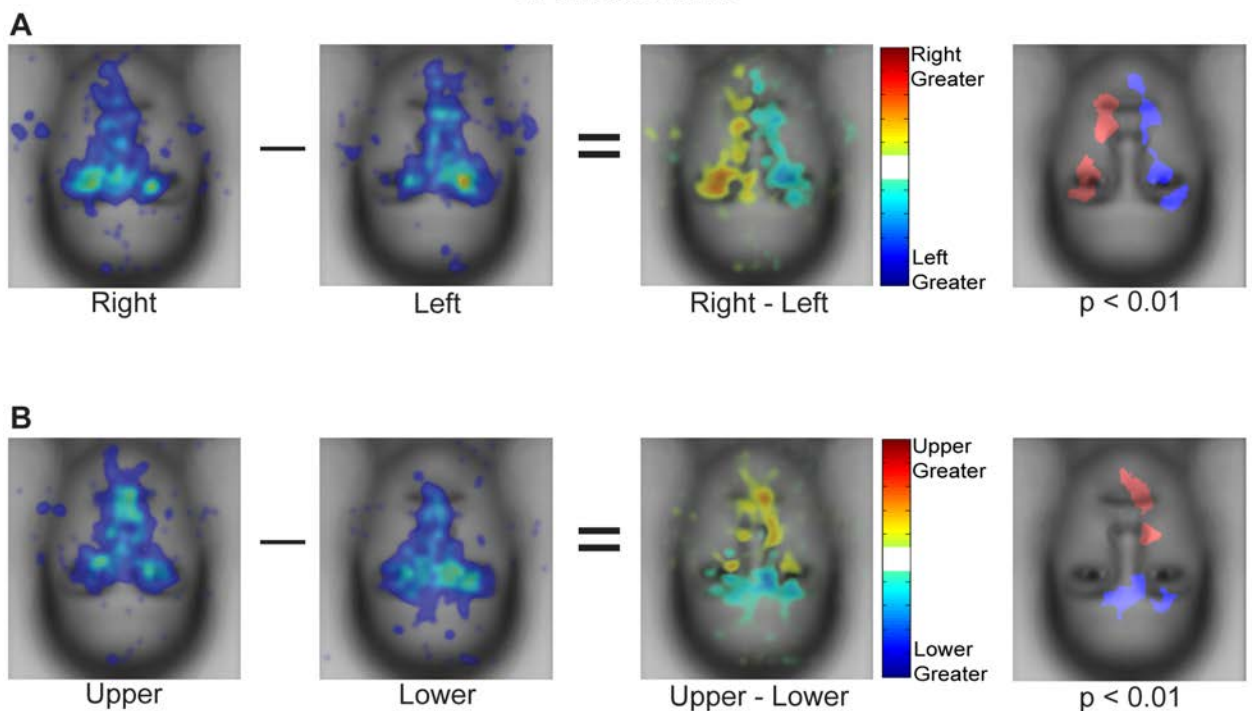 A
Right
Greater
Left
Greater
Right
Left
Right - Left
p < 0.01
B
Upper
Greater
Lower
Greater
Upper
Lower
Upper - Lower
p < 0.01